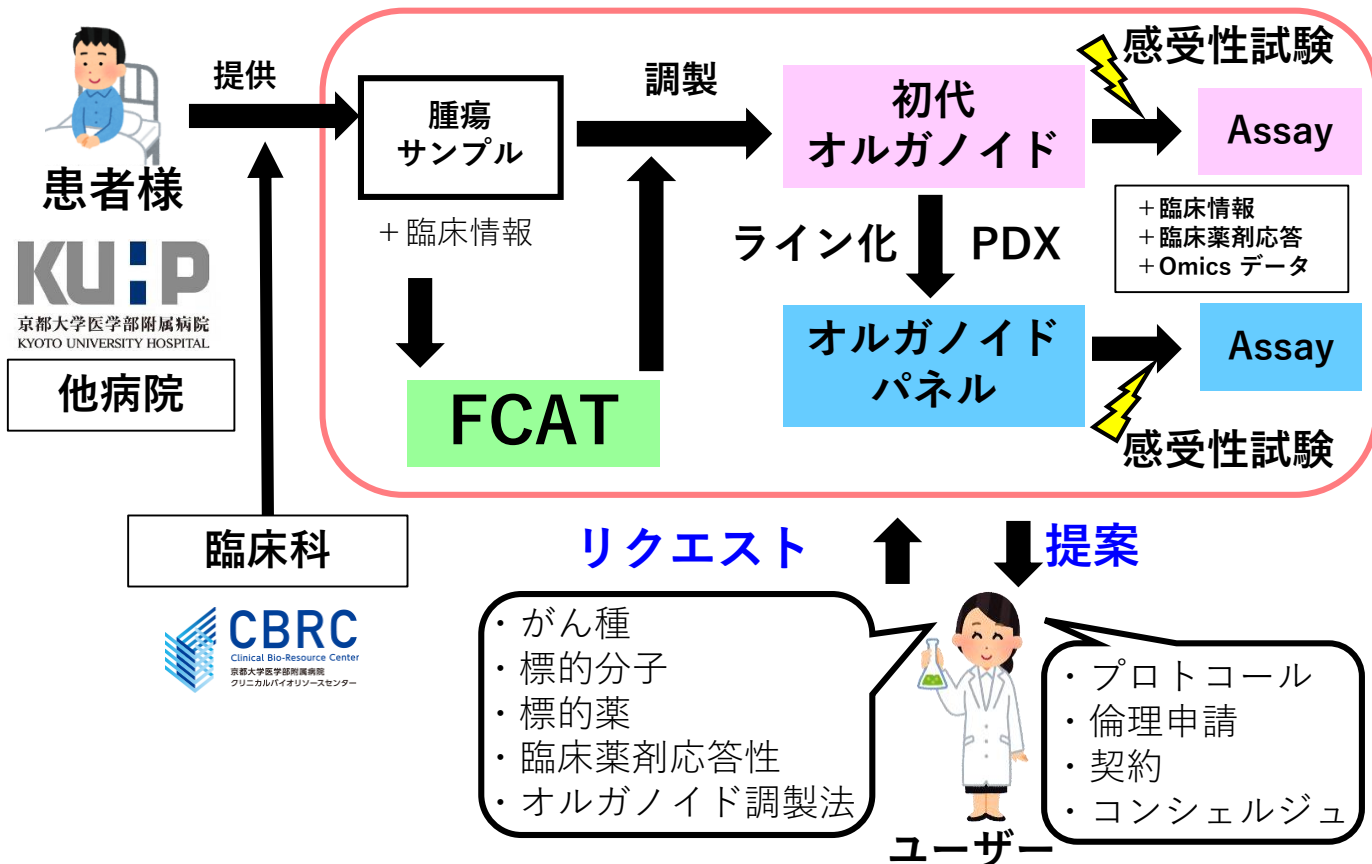 提供
患者様
KUHP
京都大学医学部附属病院
KYOTO UNIVERSITY HOSPITAL
他病院
臨床科
CBRC
Clinical Bio-Resource Center
京都大学医学部附属病院
クリニカルバイオリソースセンター
腫瘍
サンプル
+臨床情報
FCAT
調製
初代
オルガノイド
ライン化
PDX
オルガノイド
パネル
感受性試験
Assay
+臨床情報
+臨床薬剤応答
+Omics データ
Assay
感受性試験
リクエスト
提案
・がん種
・標的分子
・標的薬
・臨床薬剤応答性
・オルガノイド調製法
・プロトコール
・倫理申請
・契約
・コンシェルジュ
ユーザー